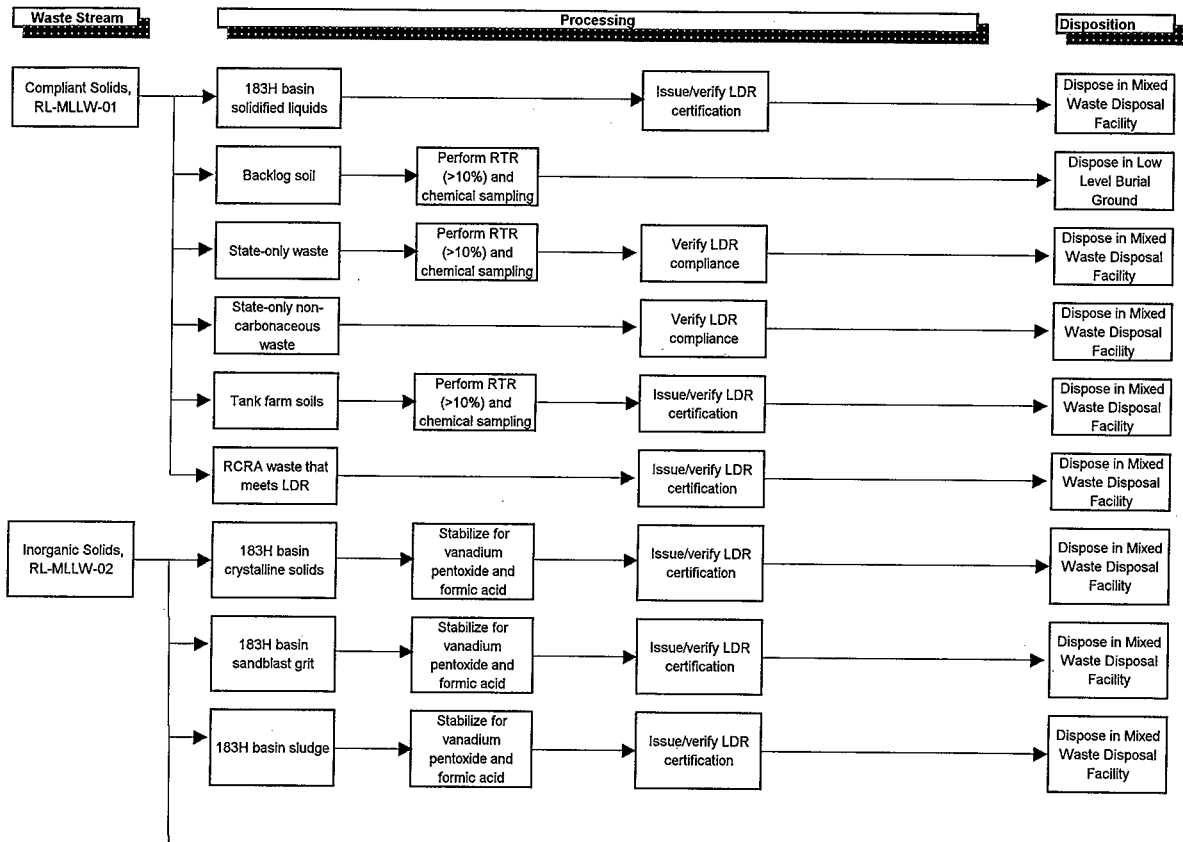 Waste Stream
Processing
Disposition
Compliant Solids,
RL-MLLW-01
183H basin
solidified liquids
Issue/verify LDR
certification
Dispose in Mixed
Waste Disposal
Facility
Backlog soil
Perform RTR
(>10%) and
chemical sampling
Dispose in Low
Level Burial
Ground
State-only waste
Perform RTR
(>10%) and
chemical sampling
Verify LDR
compliance
Dispose in Mixed
Waste Disposal
Facility
State-only non-
carbonaceous
waste
Verify LDR
compliance
Dispose in Mixed
Waste Disposal
Facility
Tank farm soils
Perform RTR
(>10%) and
chemical sampling
Issue/verify LDR
certification
Dispose in Mixed
Waste Disposal
Facility
RCRA waste that
meets LDR
Issue/verify LDR
certification
Dispose in Mixed
Waste Disposal
Facility
Inorganic Solids,
RL-MLLW-02
183H basin
crystalline solids
Stabilize for
vanadium
pentoxide and
formic acid
Issue/verify LDR
certification
Dispose in Mixed
Waste Disposal
Facility
183H basin
sandblast grit
Stabilize for
vanadium
pentoxide and
formic acid
Issue/verify LDR
certification
Dispose in Mixed
Waste Disposal
Facility
183H basin sludge
Stabilize for
vanadium
pentoxide and
formic acid
Issue/verify LDR
certification
Dispose in Mixed
Waste Disposal
Facility